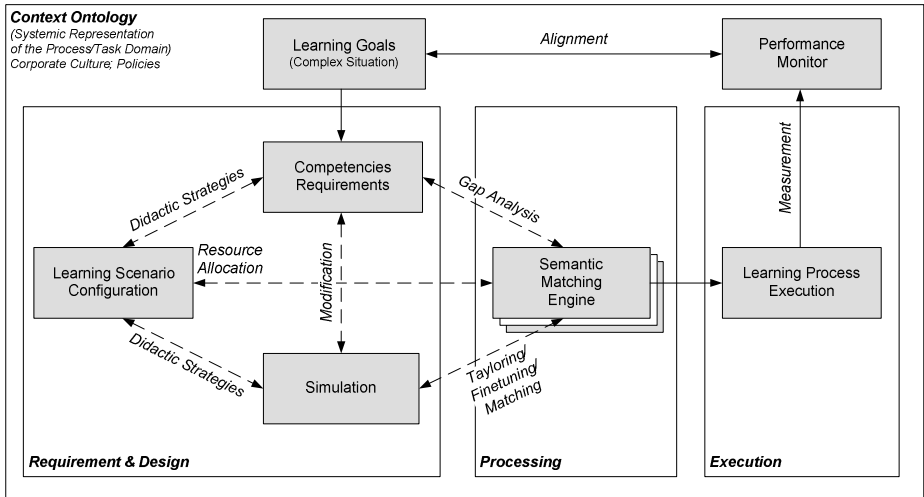 Context Ontology
(Systemic Representation
of the Process/Task Domain)
Corporate Culture; Policies
Learning Goals
(Complex Situation)
Alignment
Performance
Monitor
Competencies
Requirements
Didactic Strategies
Gap Analysis
Measurement
Resource
Allocation
Learning Scenario
Configuration
Modification
Semantic
Matching
Engine
Learning Process
Execution
Didactic Strategies
Simulation
Tayloring/
Finetuning/
Matching
Requirement & Design
Processing
Execution